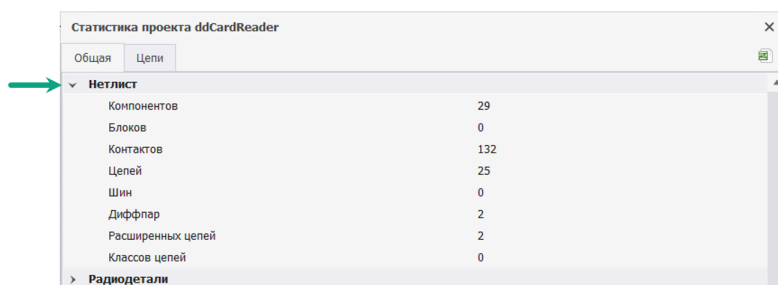 Статистика проекта ddCardReader
Общая Цепи
Нетлист
Компонентов 29
Блоков 0
Контактов 132
Цепей 25
Шин 0
Диффпар 2
Расширенных цепей 2
Классов цепей 0
Радиодетали